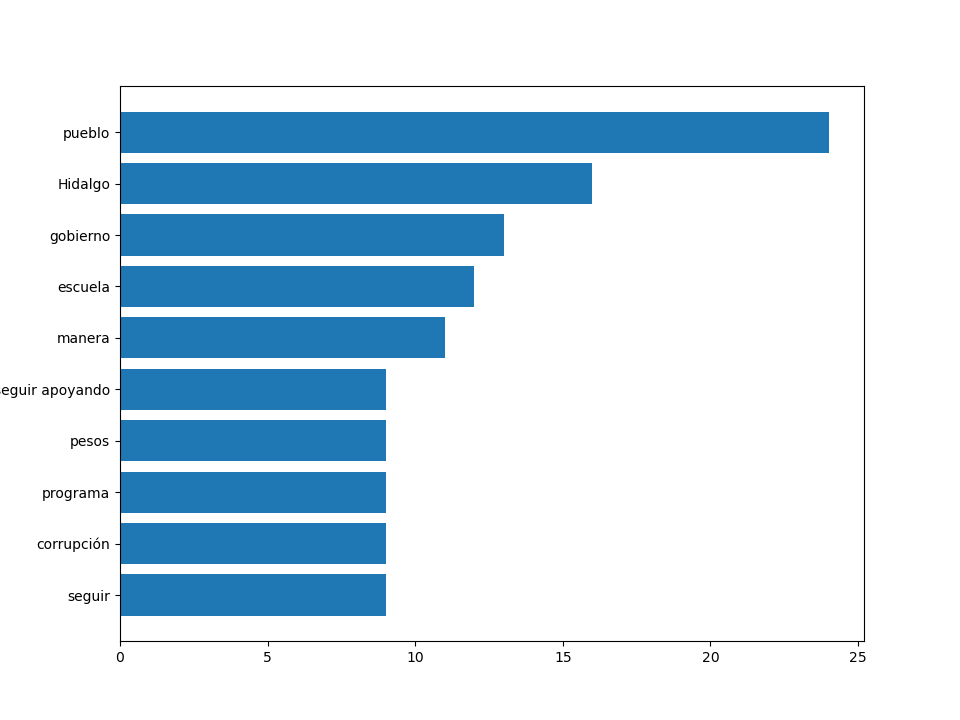 pueblo
Hidalgo
gobierno
escuela
manera
eguir apoyando
pesos
programa
corrupción
seguir
0 5 10 15 20 25